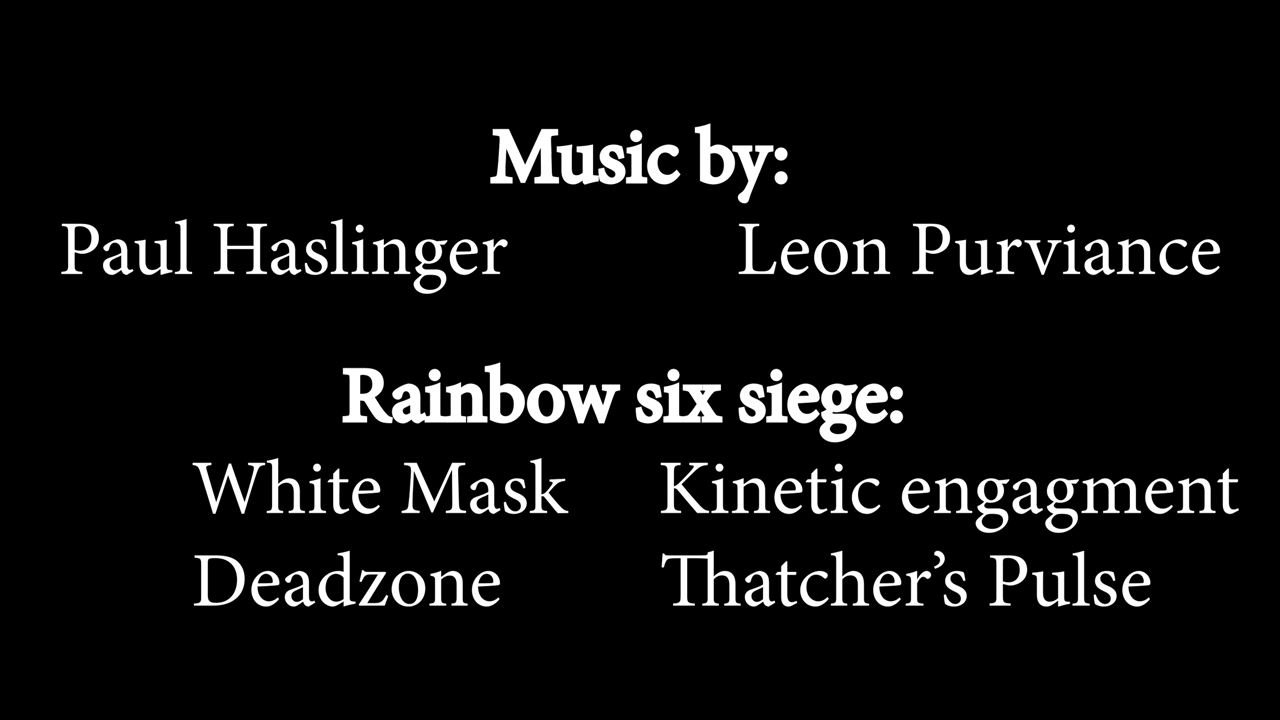 Music by:
Paul Haslinger Leon Purviance
Rainbow six siege:
White Mask Kinetic engagment
Deadzone Thatcher’s Pulse